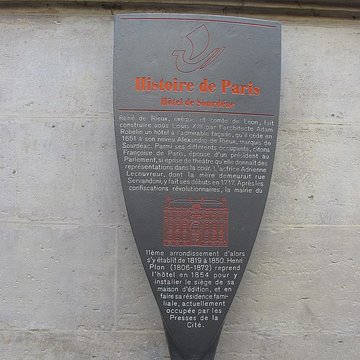 Histoire de Paris
Hôtel de Sourdéac
René de Rieux, évêque et comte de Léon, fait
construire sous Louis XIII par l'architecte Adam
Robelin un hôtel à l'admirable façade, qu'il cède en
1651 à son neveu Alexandre de Rieux, marquis de
Sourdéac. Parmi ses différents occupants, citons
Françoise de Paris, épouse d'un président au
Parlement, si éprise de théâtre qu'elle donnait des
représentations dans la cour. L'actrice Adrienne
Lecouvreur, dont la mère demeurait rue
Servandoni, y fait ses débuts en 1717. Après les
confiscations révolutionnaires, la mairie du
11ème arrondissement d'alors
s'y établit de 1819 à 1850. Henri
Plon (1806-1872) reprend
l'hôtel en 1854 pour y
installer le siège de sa
maison d'édition, et en
faire sa résidence fami-
liale, actuellement
occupée par les
Presses de la
Cité.